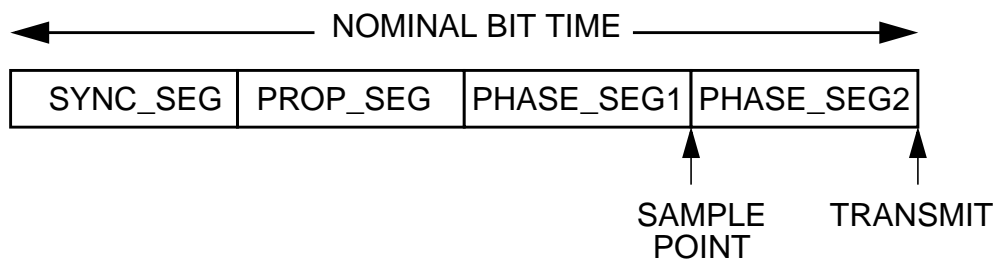 NOMINAL BIT TIME
SYNC_SEG PROP_SEG PHASE_SEG1 PHASE_SEG2
SAMPLE POINT
TRANSMIT